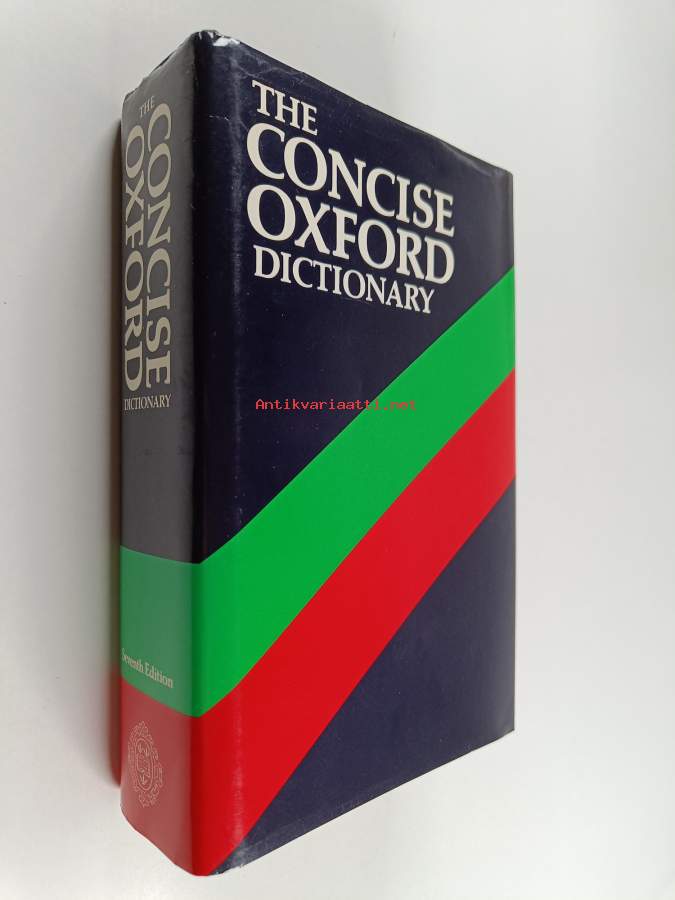 THE
CONCISE
OXFORD
DICTIONARY
THE
CONCISE
OXFORD
DICTIONARY
Seventh Edition
Antikvariaatti.net